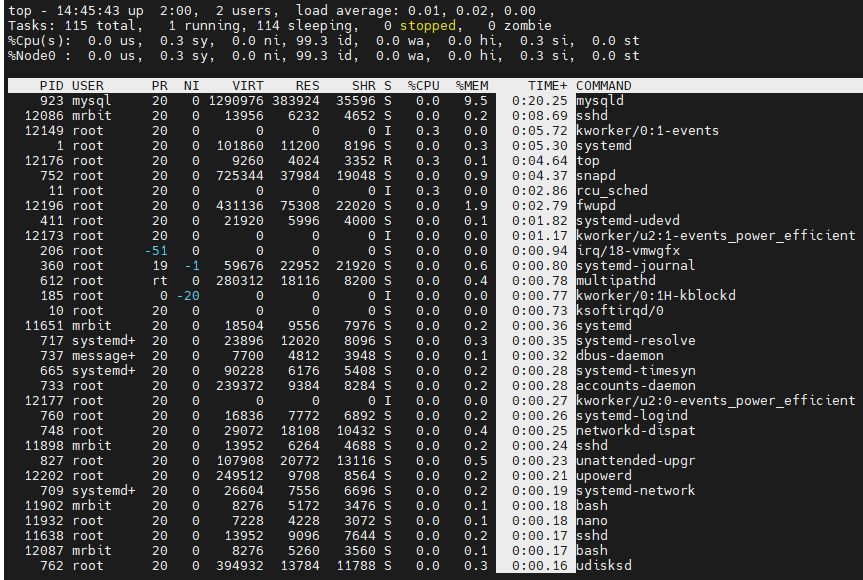 top - 14:45:43 up  2:00,  2 users,  load average: 0.01, 0.02, 0.00
Tasks: 115 total,   1 running, 114 sleeping,   0 stopped,   0 zombie
%Cpu(s):  0.0 us,  0.3 sy,  0.0 ni, 99.3 id,  0.0 wa,  0.0 hi,  0.3 si,  0.0 st
%Node0 :  0.0 us,  0.3 sy,  0.0 ni, 99.3 id,  0.0 wa,  0.0 hi,  0.3 si,  0.0 st
PID USER      PR  NI    VIRT    RES    SHR S  %CPU  %MEM     TIME+ COMMAND
923 mysql     20   0 1290976 383924  35596 S   0.0   9.5   0:20.25 mysqld
12086 mrbit     20   0   13956   6232   4652 S   0.0   0.2   0:08.69 sshd
12149 root      20   0       0      0      0 I   0.3   0.0   0:05.72 kworker/0:1-events
1 root      20   0  101860  11200   8196 S   0.0   0.3   0:05.30 systemd
12176 root      20   0    9260   4024   3352 R   0.3   0.1   0:04.64 top
752 root      20   0  725344  37984  19048 S   0.0   0.9   0:04.37 snapd
11 root      20   0       0      0      0 I   0.3   0.0   0:02.86 rcu_sched
12196 root      20   0  431136  75308  22020 S   0.0   1.9   0:02.79 fwupd
411 root      20   0   21920   5996   4000 S   0.0   0.1   0:01.82 systemd-udevd
12173 root      20   0       0      0      0 I   0.0   0.0   0:01.17 kworker/u2:1-events_power_efficient
206 root     -51   0       0      0      0 S   0.0   0.0   0:00.94 irq/18-vmwgfx
360 root      19  -1   59676  22952  21920 S   0.0   0.6   0:00.80 systemd-journal
612 root      rt   0  280312  18116   8200 S   0.0   0.4   0:00.78 multipathd
185 root       0 -20       0      0      0 I   0.0   0.0   0:00.77 kworker/0:1H-kblockd
10 root      20   0       0      0      0 S   0.0   0.0   0:00.73 ksoftirqd/0
11651 mrbit     20   0   18504   9556   7976 S   0.0   0.2   0:00.36 systemd
717 systemd+  20   0   23896  12020   8096 S   0.0   0.3   0:00.35 systemd-resolve
737 message+  20   0    7700   4812   3948 S   0.0   0.1   0:00.32 dbus-daemon
665 systemd+  20   0   90228   6176   5408 S   0.0   0.2   0:00.28 systemd-timesyn
733 root      20   0  239372   9384   8284 S   0.0   0.2   0:00.28 accounts-daemon
12177 root      20   0       0      0      0 I   0.0   0.0   0:00.27 kworker/u2:0-events_power_efficient
760 root      20   0   16836   7772   6892 S   0.0   0.2   0:00.26 systemd-logind
748 root      20   0   29072  18108  10432 S   0.0   0.4   0:00.25 networkd-dispat
11898 mrbit     20   0   13952   6264   4688 S   0.0   0.2   0:00.24 sshd
827 root      20   0  107908  20772  13116 S   0.0   0.5   0:00.23 unattended-upgr
12202 root      20   0  249512   9708   8564 S   0.0   0.2   0:00.21 upowerd
709 systemd+  20   0   26604   7556   6696 S   0.0   0.2   0:00.19 systemd-network
11902 mrbit     20   0    8276   5172   3476 S   0.0   0.1   0:00.18 bash
11932 root      20   0    7228   4228   3072 S   0.0   0.1   0:00.18 nano
11638 root      20   0   13952   9096   7644 S   0.0   0.2   0:00.17 sshd
12087 mrbit     20   0    8276   5260   3560 S   0.0   0.1   0:00.17 bash
762 root      20   0  394932  13784  11788 S   0.0   0.3   0:00.16 udisksd